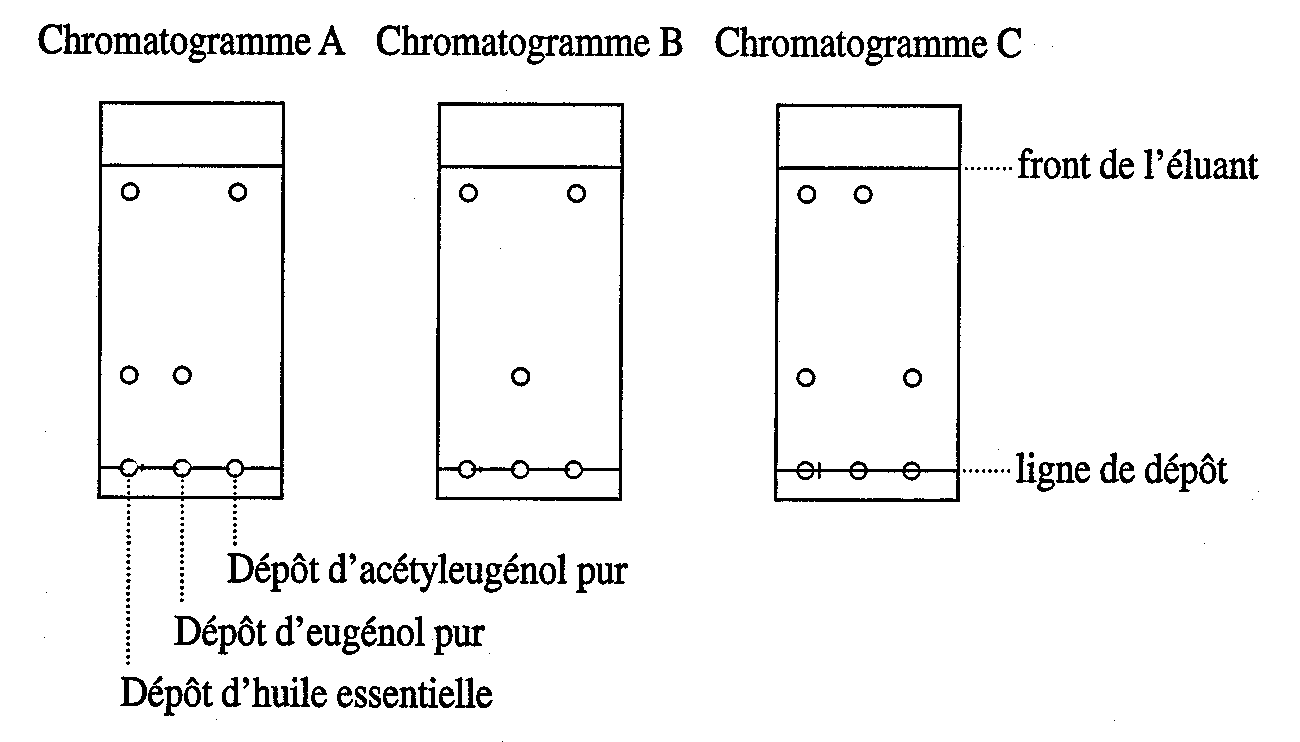 Chromatogramme A Chromatogramme B Chromatogramme C
front de l'éluant
ligne de dépôt
Dépôt d'acétyleugénol pur
Dépôt d'eugénol pur
Dépôt d'huile essentielle